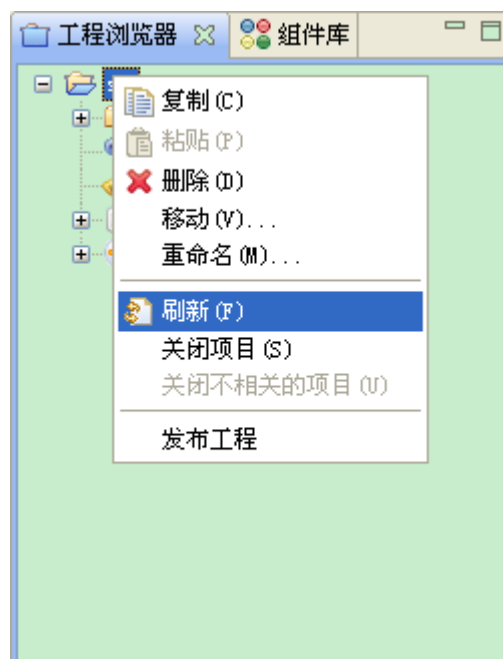 工程浏览器 组件库
复制(C)
粘贴(P)
删除(D)
移动(V)...
重命名(M)...
刷新(F)
关闭项目(S)
关闭不相关的项目(U)
发布工程